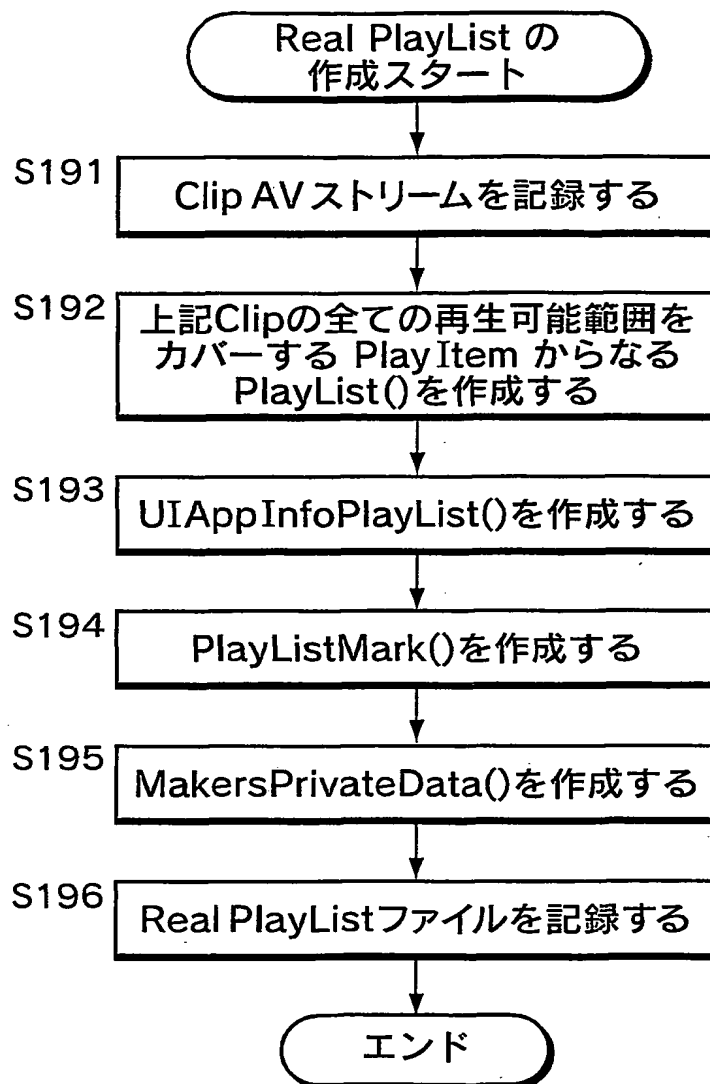 Real PlayList の
作成スタート
S191
Clip AVストリームを記録する
S192
上記Clipの全ての再生可能範囲を
カバーする PlayItem からなる
PlayList()を作成する
S193
UIAppInfoPlayList()を作成する
S194
PlayListMark()を作成する
S195
MakersPrivateData()を作成する
S196
Real PlayListファイルを記録する
エンド